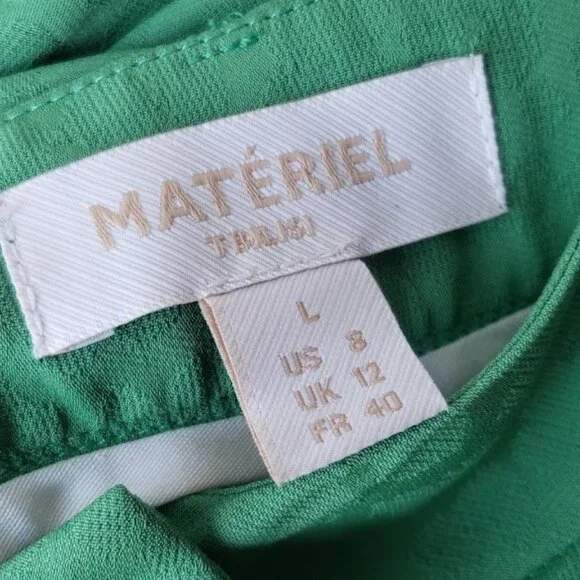 MATÉRIEL
TBILISI
L
US 8
UK 12
FR 40